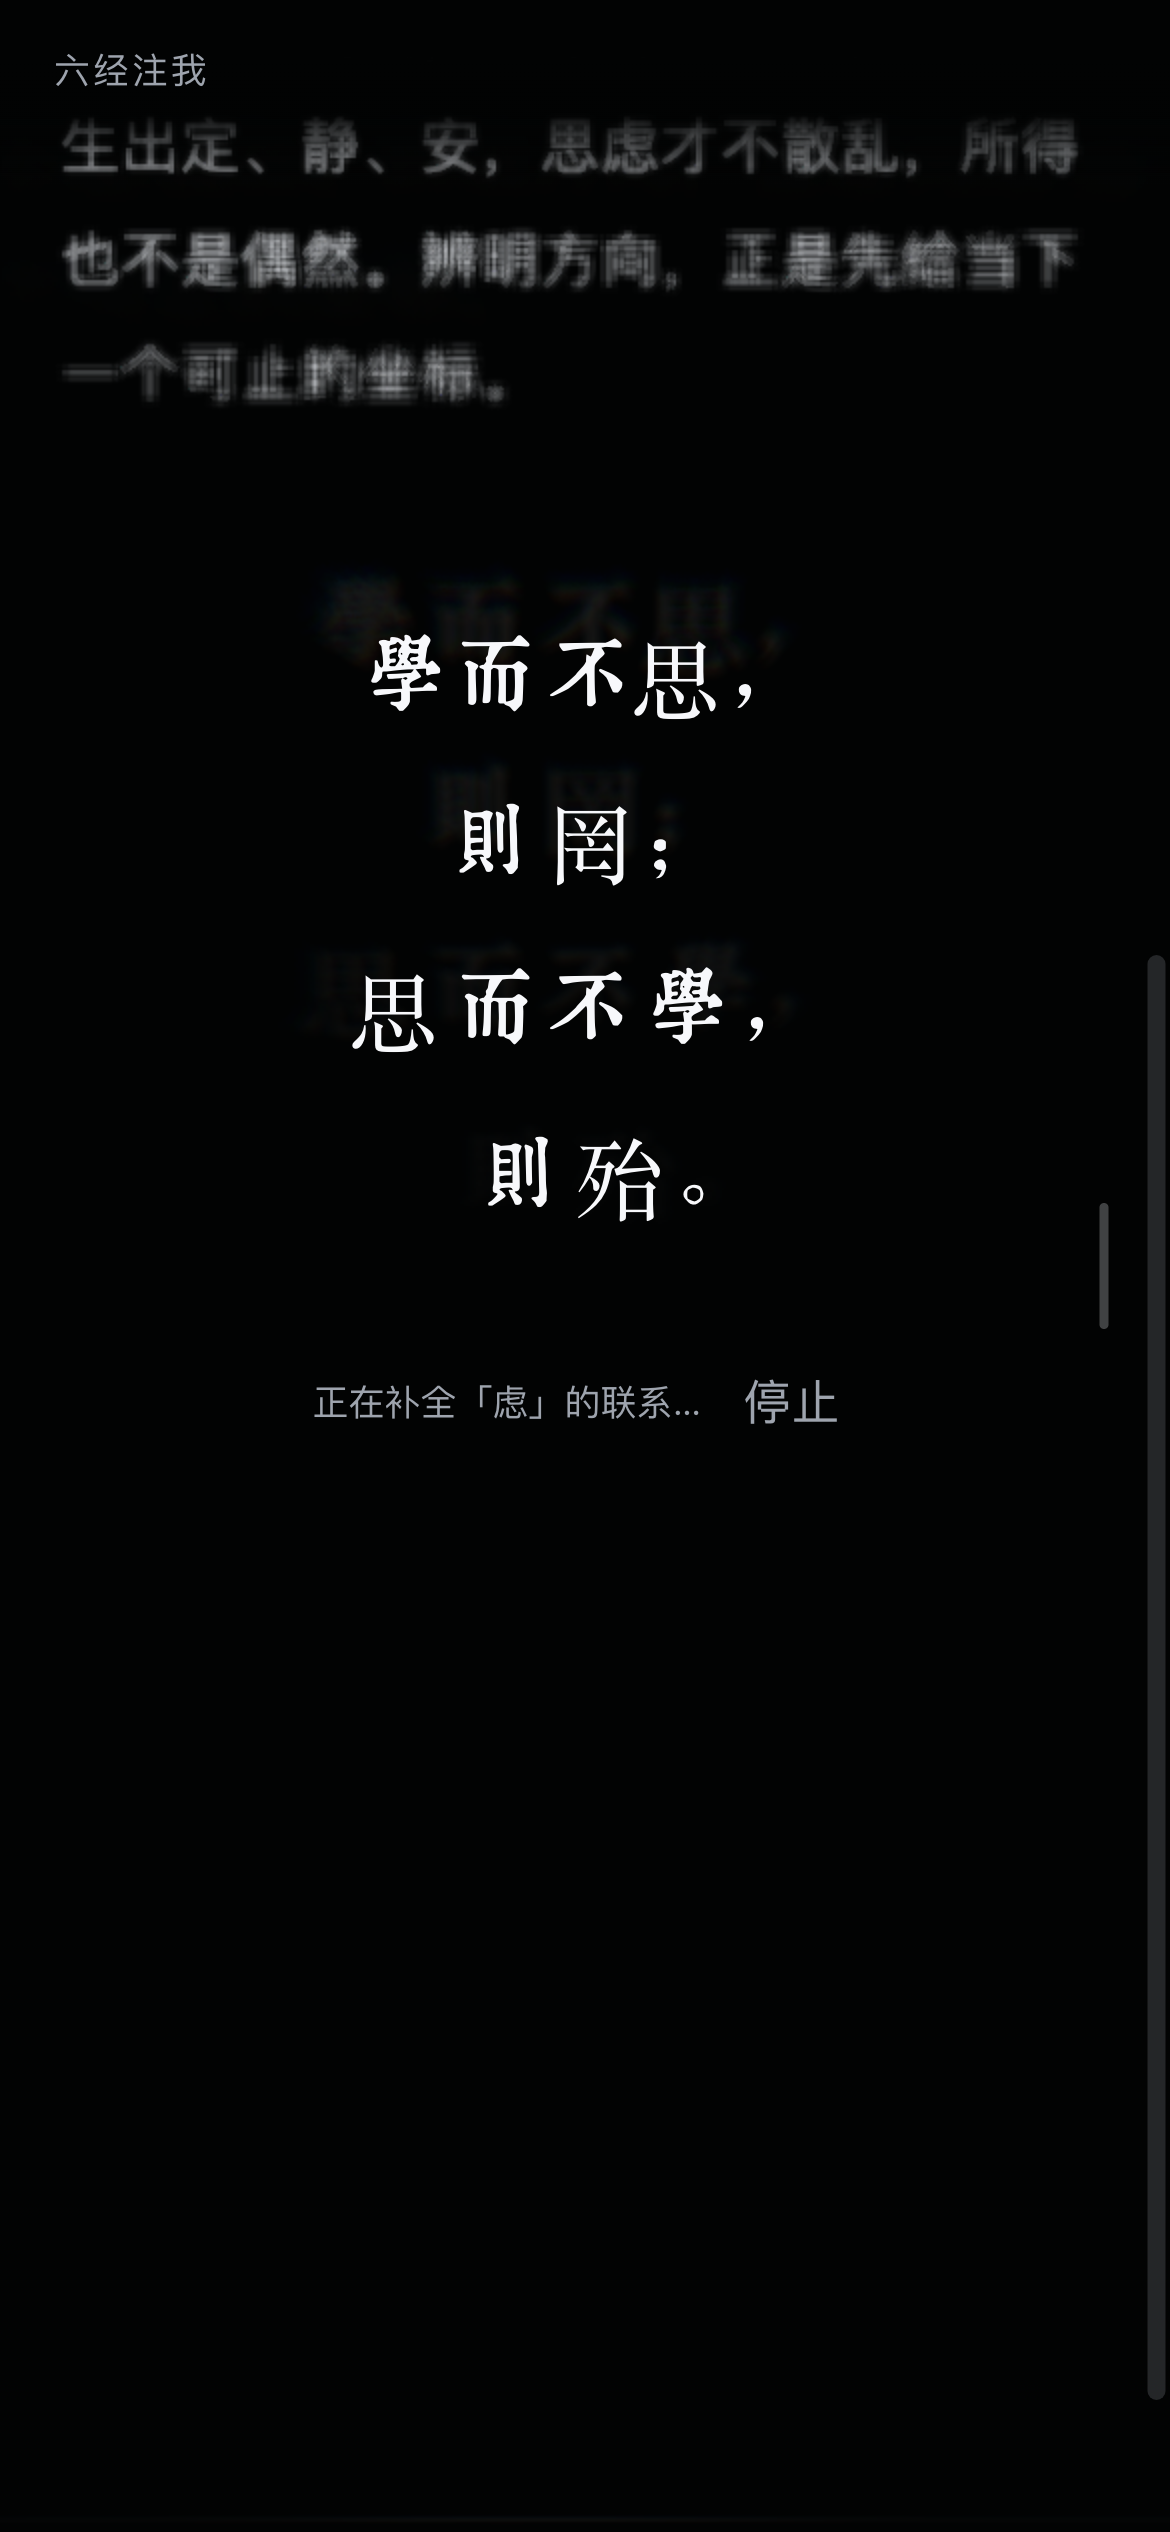 六经注我
生出定、静、安，思虑才不散乱，所得
也不是偶然。辨明方向，正是先给当下
一个可止的坐标。
學而不思，
則罔；
思而不學，
則殆。
正在补全「虑」的联系... 停止